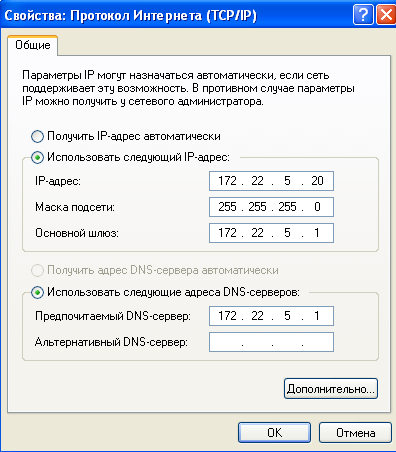 Свойства: Протокол Интернета (TCP/IP)
Общие
Параметры IP могут назначаться автоматически, если сеть
поддерживает эту возможность. В противном случае параметры
IP можно получить у сетевого администратора.
Получить IP-адрес автоматически
Использовать следующий IP-адрес:
IP-адрес: 172 . 22 . 5 . 20
Маска подсети: 255 . 255 . 255 . 0
Основной шлюз: 172 . 22 . 5 . 1
Получить адрес DNS-сервера автоматически
Использовать следующие адреса DNS-серверов:
Предпочитаемый DNS-сервер: 172 . 22 . 5 . 1
Альтернативный DNS-сервер: . . .
Дополнительно...
OK Отмена